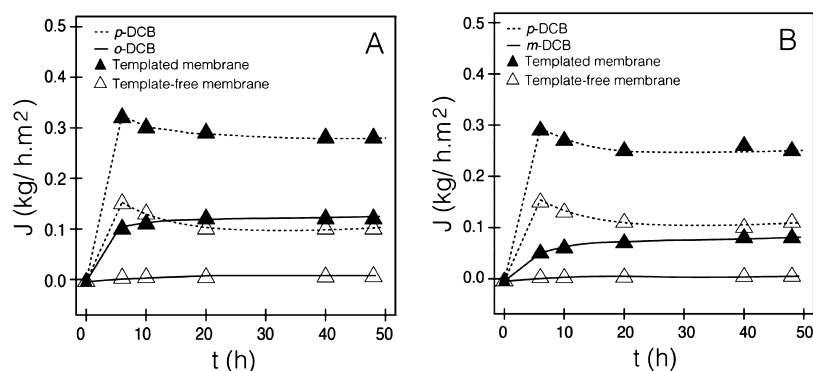 0.5
0.4
0.3
0.2
0.1
0.0
J (kg/ h.m²)
p-DCB
o-DCB
Templated membrane
Template-free membrane
A
0 10 20 30 40 50
t (h)
0.5
0.4
0.3
0.2
0.1
0.0
J (kg/ h.m²)
p-DCB
m-DCB
Templated membrane
Template-free membrane
B
0 10 20 30 40 50
t (h)